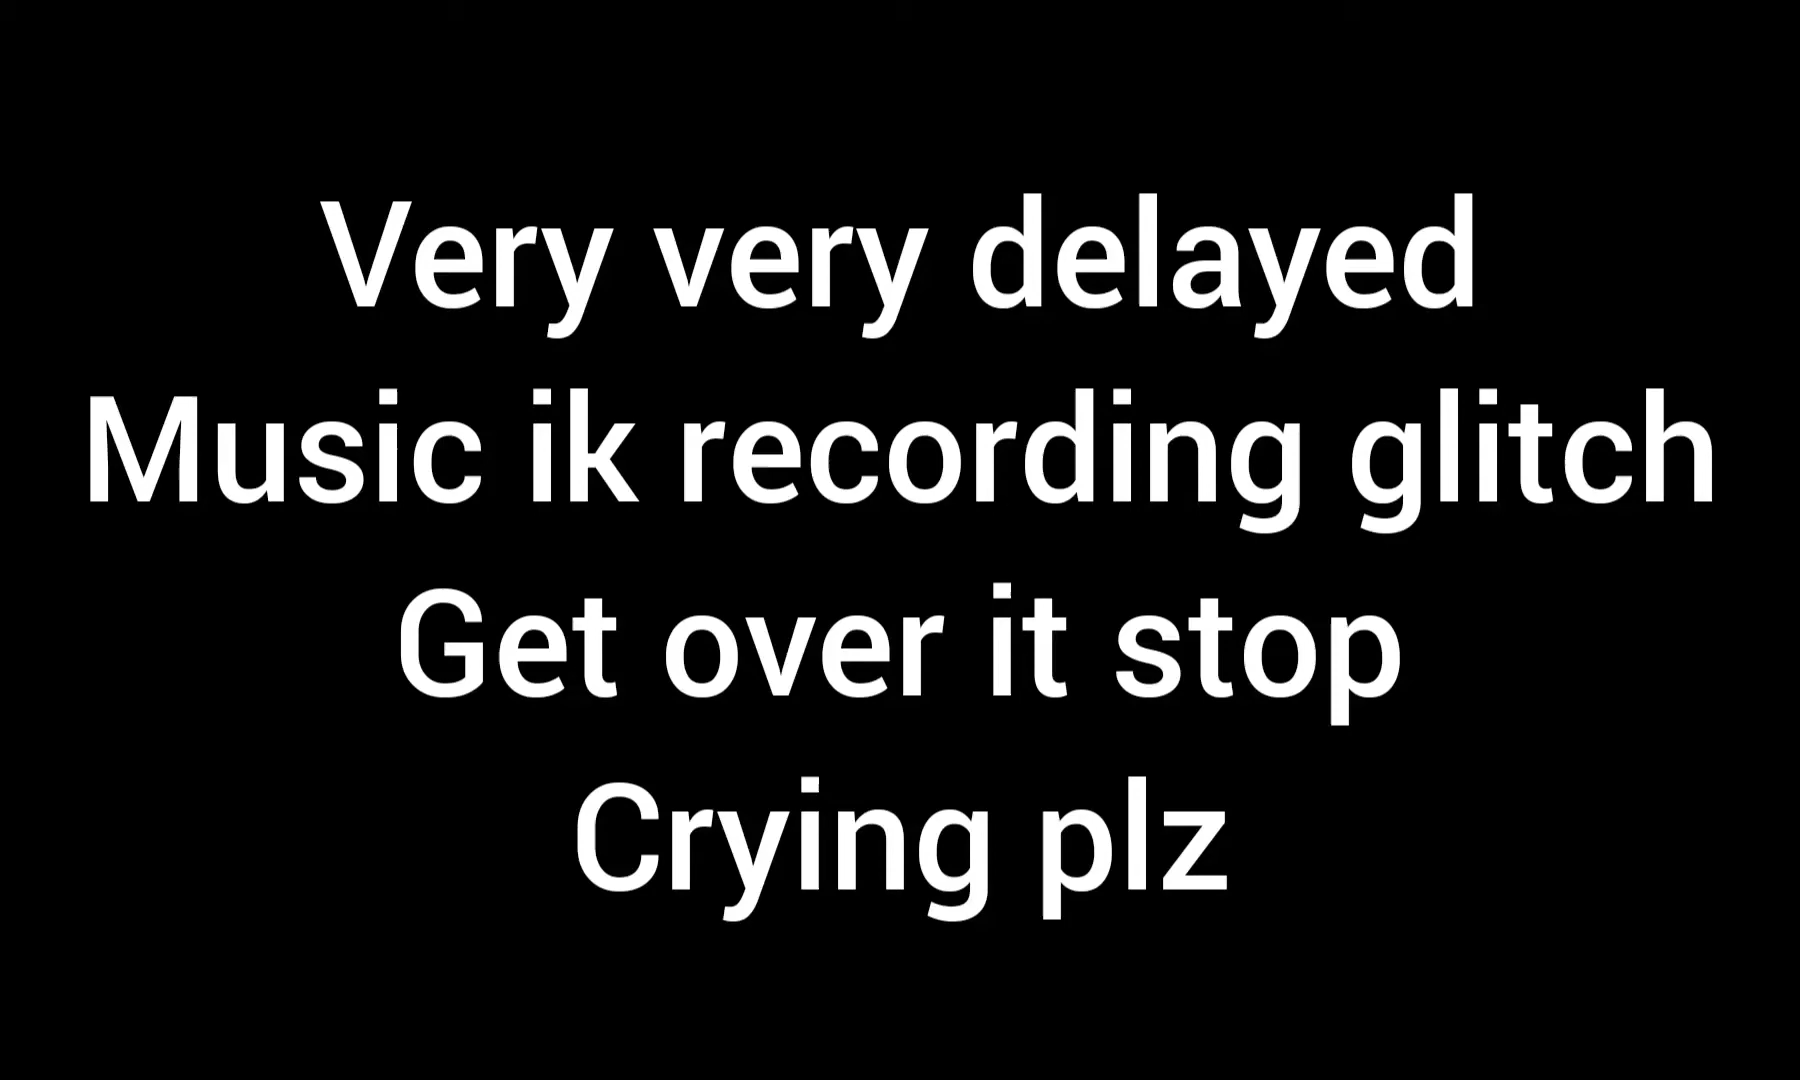 Very very delayed
Music ik recording glitch
Get over it stop
Crying plz